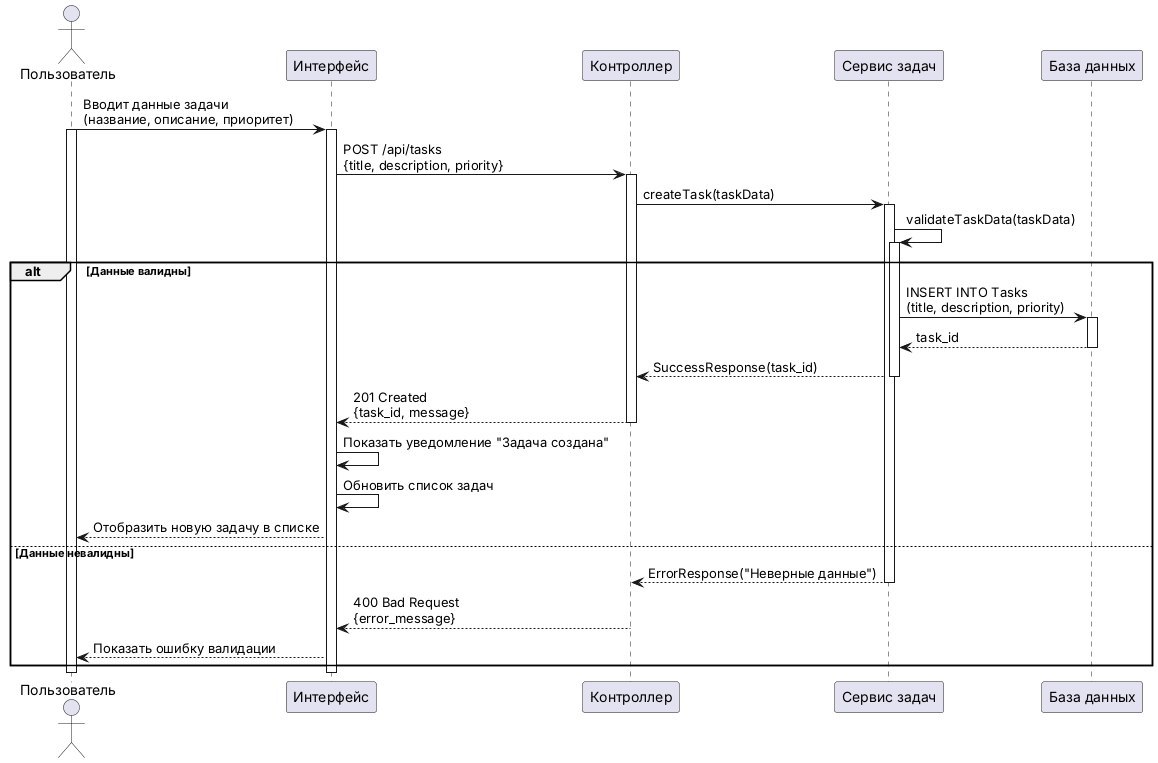 Пользователь
Интерфейс
Контроллер
Сервис задач
База данных
Вводит данные задачи
(название, описание, приоритет)
POST /api/tasks
{title, description, priority}
createTask(taskData)
validateTaskData(taskData)
alt
[Данные валидны]
INSERT INTO Tasks
(title, description, priority)
task_id
SuccessResponse(task_id)
201 Created
{task_id, message}
Показать уведомление "Задача создана"
Обновить список задач
Отобразить новую задачу в списке
[Данные невалидны]
ErrorResponse("Неверные данные")
400 Bad Request
{error_message}
Показать ошибку валидации
Пользователь
Интерфейс
Контроллер
Сервис задач
База данных